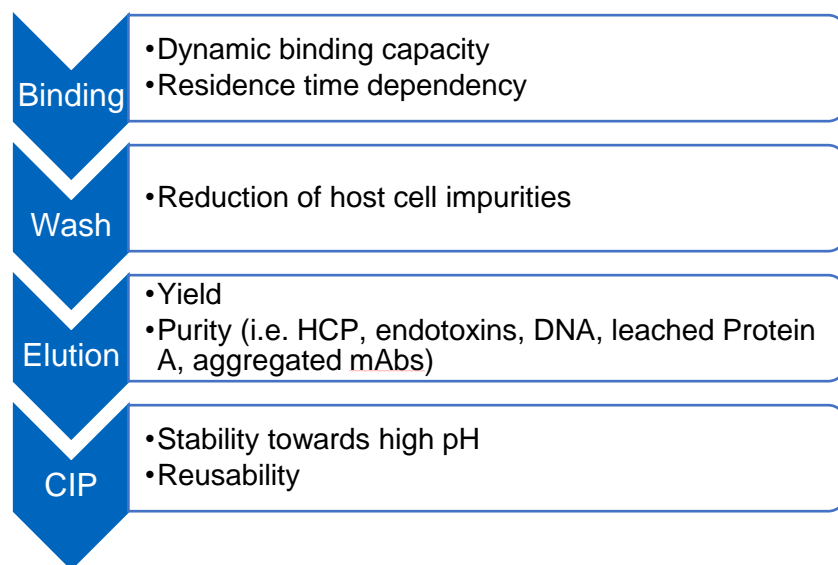 Binding
•Dynamic binding capacity
•Residence time dependency
Wash
•Reduction of host cell impurities
Elution
•Yield
•Purity (i.e. HCP, endotoxins, DNA, leached Protein
A, aggregated mAbs)
CIP
•Stability towards high pH
•Reusability